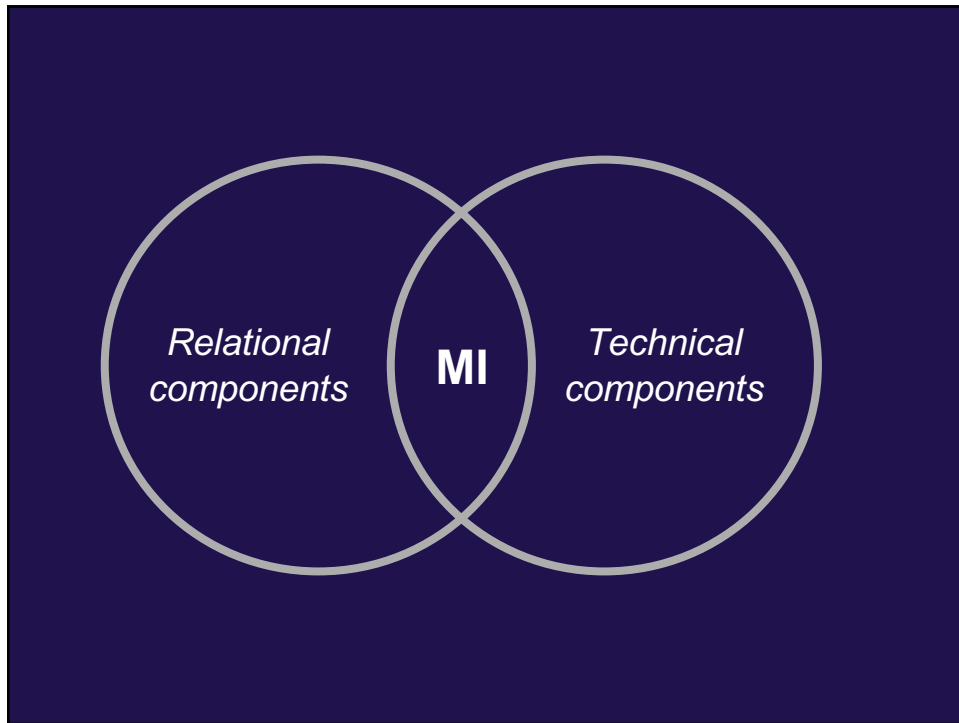 Relational
components
MI
Technical
components